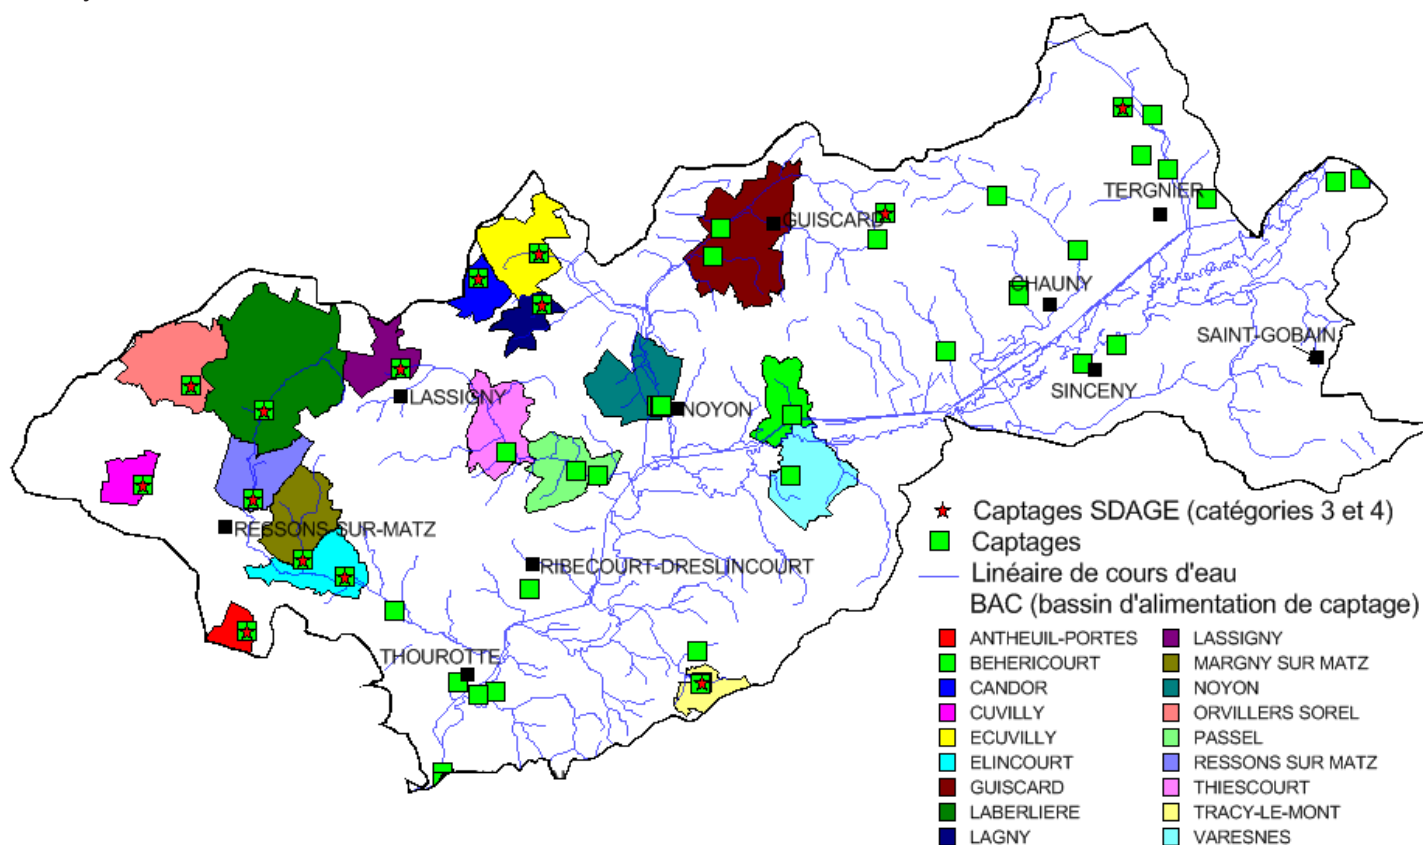 TERGNIER
GUISCARD
CHAUNY
SAINT-GOBAIN
SINCENY
LASSIGNY
NOYON
RESSONS-SUR-MATZ
RIBECOURT-DRESLINCOURT
THOUROTTE
Captages SDAGE (catégories 3 et 4)
Captages
Linéaire de cours d'eau
BAC (bassin d'alimentation de captage)
ANTHEUIL-PORTES
BEHERICOURT
CANDOR
CUVILLY
ECUVILLY
ELINCOURT
GUISCARD
LABERLIERE
LAGNY
LASSIGNY
MARGNY SUR MATZ
NOYON
ORVILLERS SOREL
PASSEL
RESSONS SUR MATZ
THIESCOURT
TRACY-LE-MONT
VARESNES